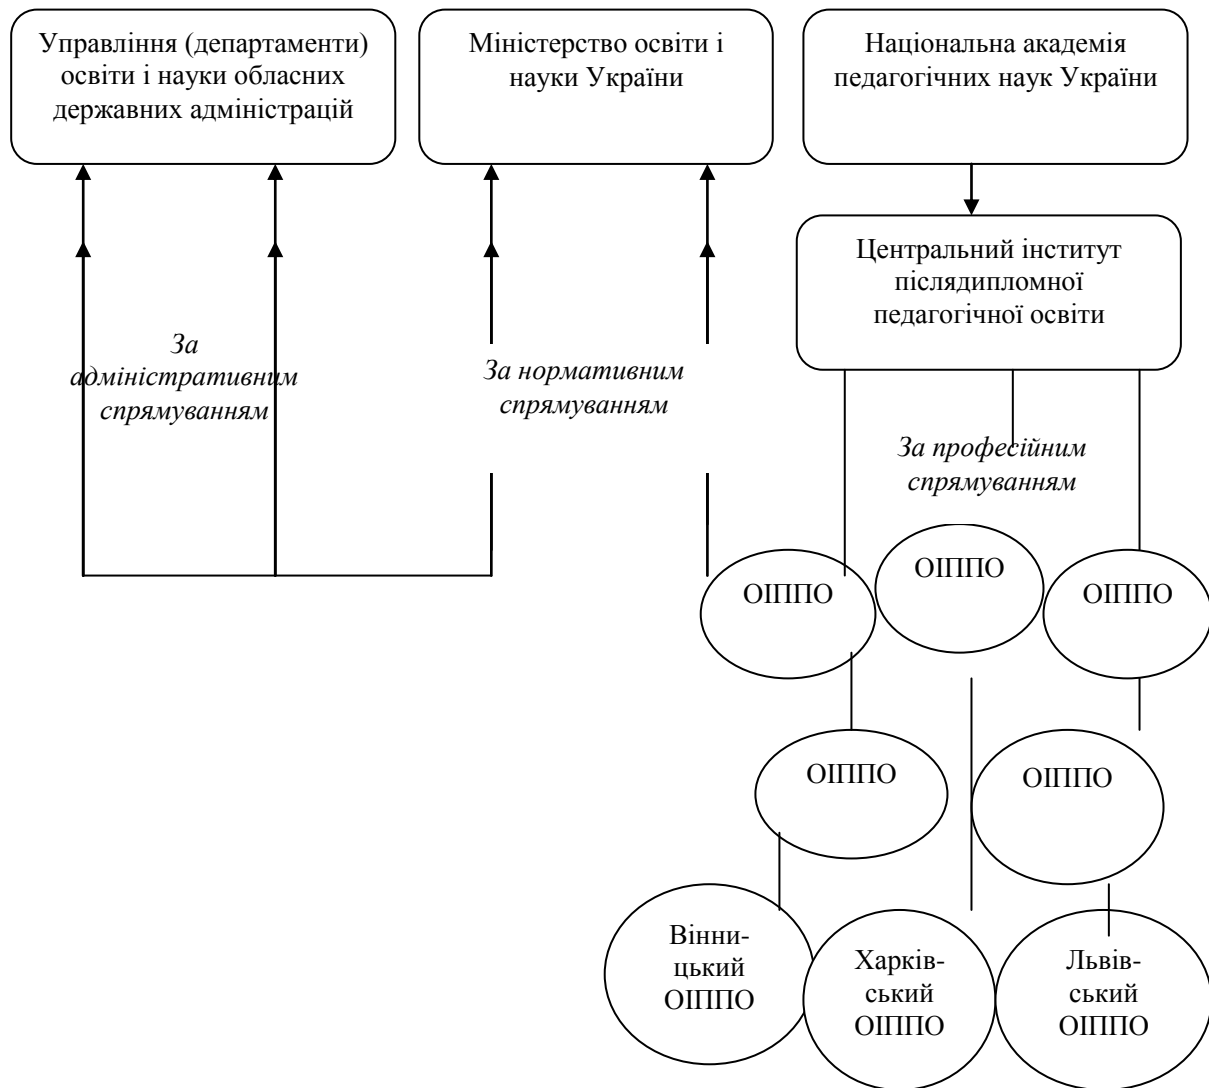 Управління (департаменти)
освіти і науки обласних
державних адміністрацій
Міністерство освіти і
науки України
Національна академія
педагогічних наук України
Центральний інститут
післядипломної
педагогічної освіти
За
адміністративним
спрямуванням
За нормативним
спрямуванням
За професійним
спрямуванням
ОІППО
ОІППО
ОІППО
ОІППО
ОІППО
Вінни-
цький
ОІППО
Харків-
ський
ОІППО
Львів-
ський
ОІППО